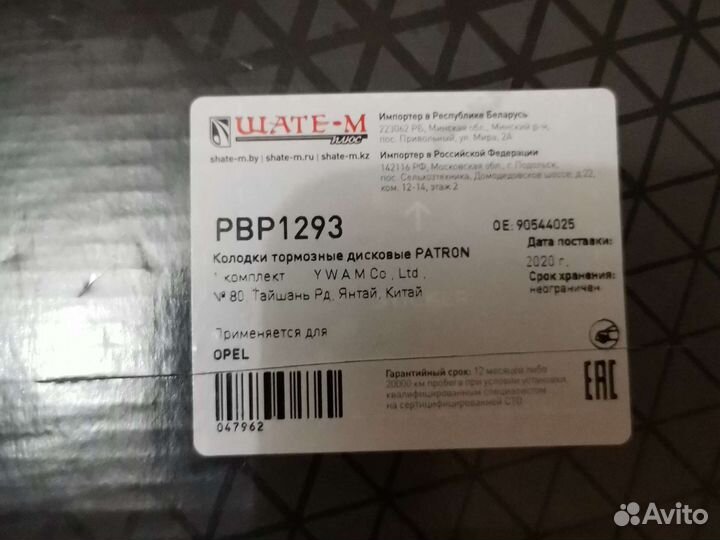 ШАТЕ-М
ПЛЮС
shate-m.by | shate-m.ru | shate-m.kz
Импортер в Республике Беларусь
223062 РБ, Минская обл., Минский р-н,
пос. Привольный, ул. Мира, 2А
Импортер в Российской Федерации
142116 РФ, Московская обл., г. Подольск,
пос. Сельхозтехника, Домодедовское шоссе, д.22,
ком. 12-14, этаж 2
PBP1293
OE: 90544025
Колодки тормозные дисковые PATRON
Дата поставки:
2020 г.
1 комплект Y W A M Co., Ltd.,
Срок хранения:
№ 80, Тайшань Рд, Янтай, Китай
неограничен
Применяется для
OPEL
Гарантийный срок: 12 месяцев либо
20000 км пробега при условии установки
квалифицированным специалистом
на сертифицированной СТО
EAC
047962
Avito